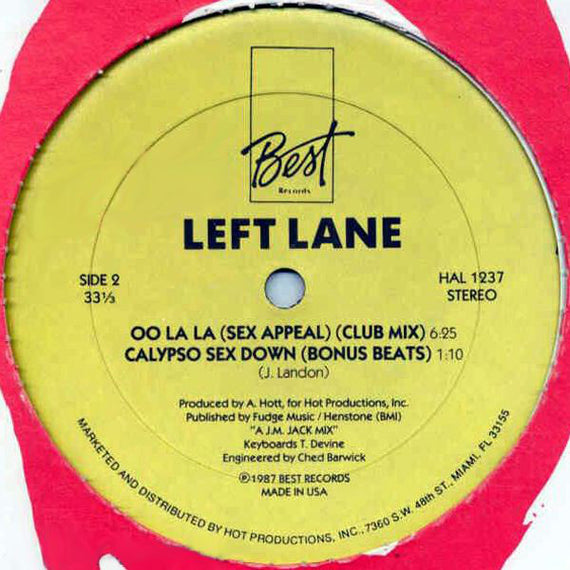 Best
Records
LEFT LANE
SIDE 2
33⅓
HAL 1237
STEREO
OO LA LA (SEX APPEAL) (CLUB MIX) 6:25
CALYPSO SEX DOWN (BONUS BEATS) 1:10
(J. Landon)
Produced by A. Hott, for Hot Productions, Inc.
Published by Fudge Music / Henstone (BMI)
"A J.M. JACK MIX"
Keyboards T. Devine
Engineered by Ched Barwick
℗1987 BEST RECORDS
MADE IN USA
MARKETED AND DISTRIBUTED BY HOT PRODUCTIONS, INC., 7360 S.W. 48th ST., MIAMI, FL 33155